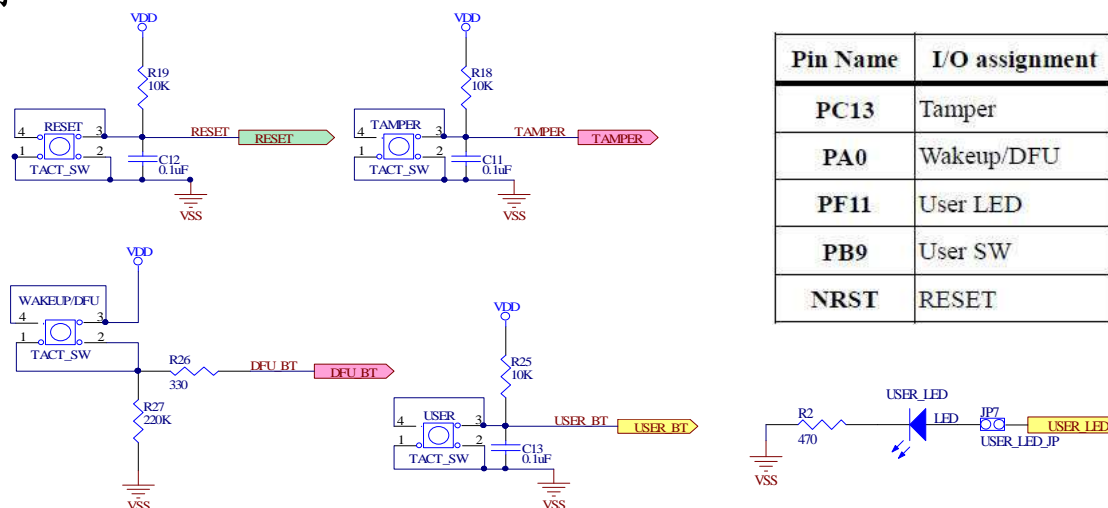 VDD
R19
10K
RESET
4
3
1
2
TACT_SW
C12
0.1uF
RESET
RESET
VSS
VDD
R18
10K
TAMPER
4
3
1
2
TACT_SW
C11
0.1uF
TAMPER
TAMPER
VSS
Pin Name I/O assignment
PC13 Tamper
PA0 Wakeup/DFU
PF11 User LED
PB9 User SW
NRST RESET
VDD
WAKEUP/DFU
4
3
1
2
TACT_SW
R26
330
DFU_BT
DFU_BT
R27
220K
VSS
VDD
R25
10K
USER
4
3
1
2
TACT_SW
C13
0.1uF
USER_BT
USER_BT
VSS
R2
470
USER_LED
LED
JP7
USER_LED_JP
USER_LED
VSS